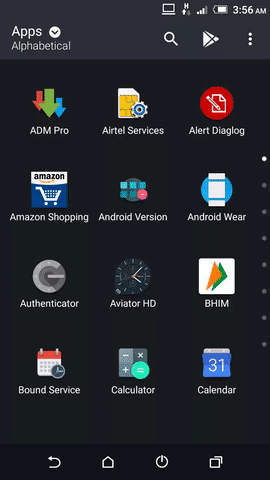 H
3:56 AM
Apps
Alphabetical
ADM Pro
Airtel Services
Alert Diaglog
amazon
Amazon Shopping
Android Version
Android Wear
Authenticator
Aviator HD
BHIM
31
Bound Service
Calculator
Calendar